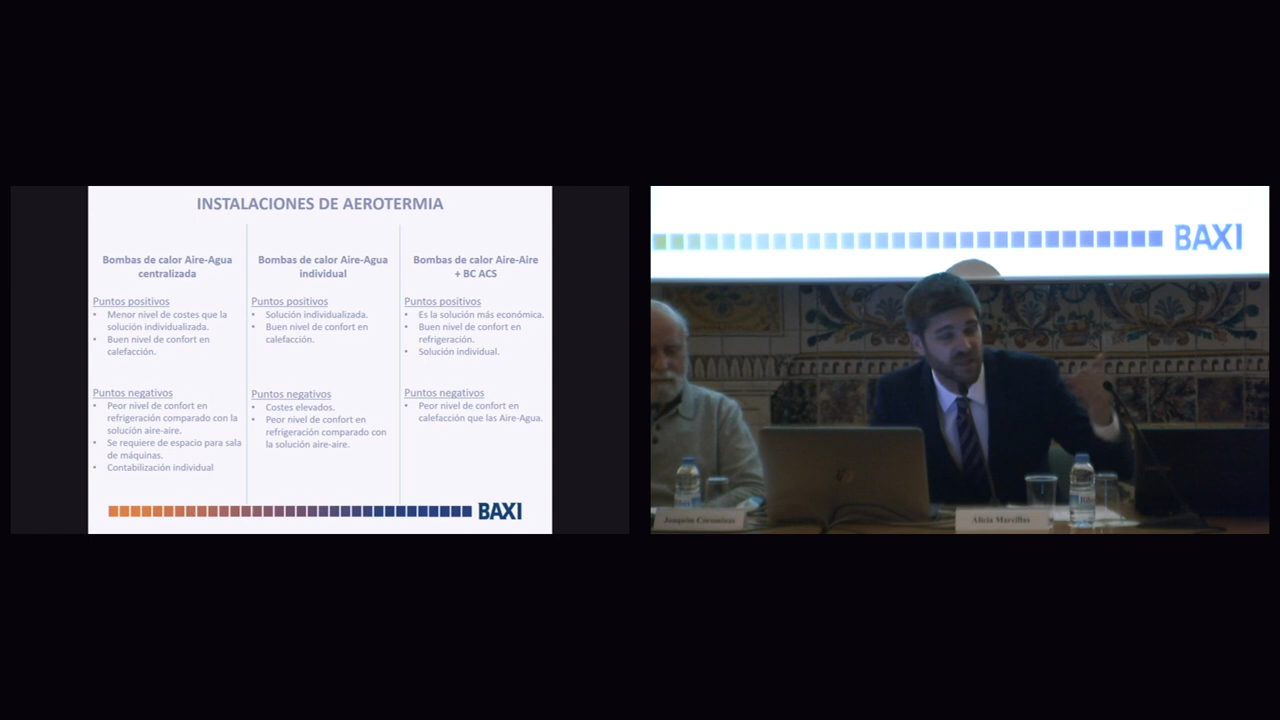 INSTALACIONES DE AEROTERMIA
Bombas de calor Aire-Agua
centralizada
Puntos positivos
• Menor nivel de costes que la
solución individualizada.
• Buen nivel de confort en
calefacción.
Puntos negativos
• Peor nivel de confort en
refrigeración comparado con la
solución aire-aire.
• Se requiere de espacio para sala
de máquinas.
• Contabilización individual
Bombas de calor Aire-Agua
individual
Puntos positivos
• Solución individualizada.
• Buen nivel de confort en
calefacción.
Puntos negativos
• Costes elevados.
• Peor nivel de confort en
refrigeración comparado con
la solución aire-aire.
Bombas de calor Aire-Aire
+ BC ACS
Puntos positivos
• Es la solución más económica.
• Buen nivel de confort en
refrigeración.
• Solución individual.
Puntos negativos
• Peor nivel de confort en
calefacción que las Aire-Agua.
BAXI
BAXI
Joaquim Coromines
Alicia Marcillas